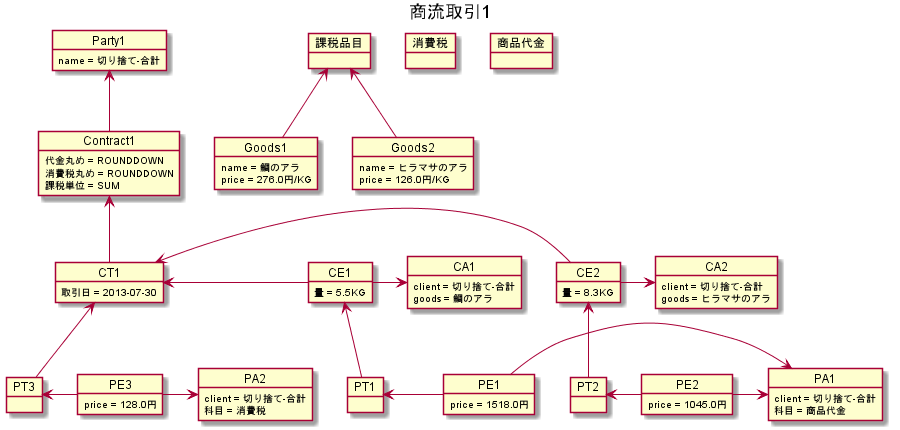 商流取引1
Party1
name = 切り捨て-合計
課税品目
消費税
商品代金
Contract1
代金丸め = ROUNDDOWN
消費税丸め = ROUNDDOWN
課税単位 = SUM
Goods1
name = 鯛のアラ
price = 276.0円/KG
Goods2
name = ヒラマサのアラ
price = 126.0円/KG
CT1
取引日 = 2013-07-30
CE1
量 = 5.5KG
CA1
client = 切り捨て-合計
goods = 鯛のアラ
CE2
量 = 8.3KG
CA2
client = 切り捨て-合計
goods = ヒラマサのアラ
PT3
PE3
price = 128.0円
PA2
client = 切り捨て-合計
科目 = 消費税
PT1
PE1
price = 1518.0円
PT2
PE2
price = 1045.0円
PA1
client = 切り捨て-合計
科目 = 商品代金